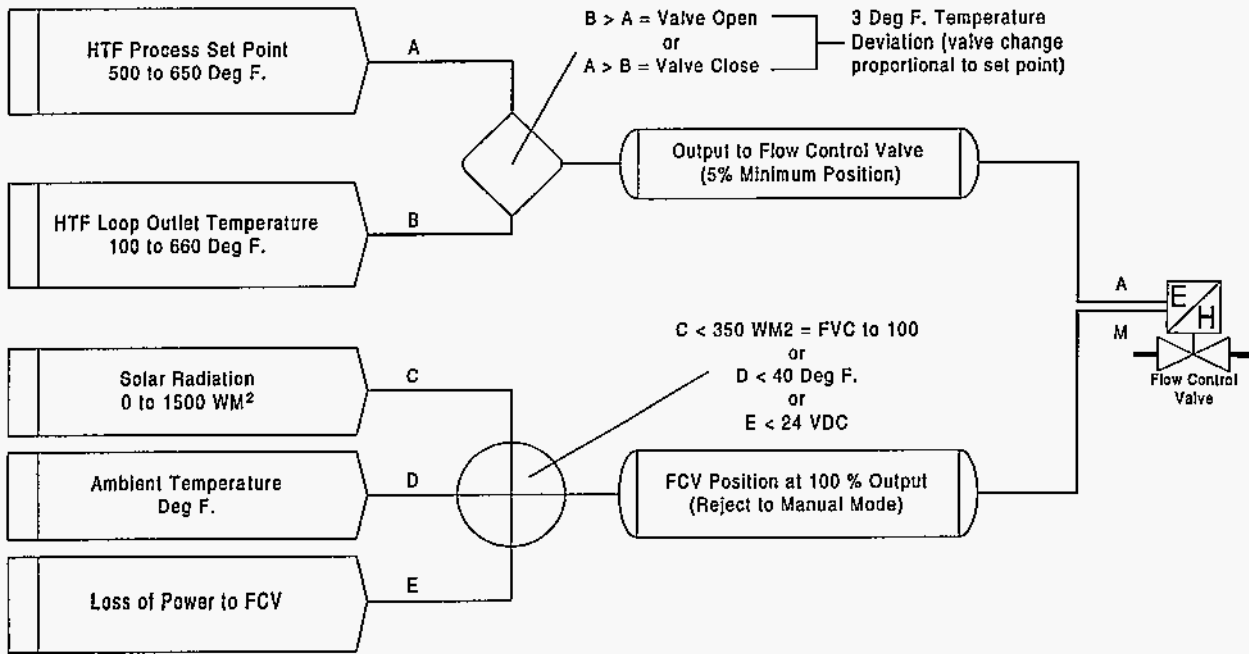 HTF Process Set Point
500 to 650 Deg F.
A
B > A = Valve Open
or
A > B = Valve Close
3 Deg F. Temperature
Deviation (valve change
proportional to set point)
Output to Flow Control Valve
(5% Minimum Position)
HTF Loop Outlet Temperature
100 to 660 Deg F.
B
A
E
H
M
Flow Control
Valve
C < 350 WM2 = FVC to 100
or
D < 40 Deg F.
or
E < 24 VDC
Solar Radiation
0 to 1500 WM²
C
Ambient Temperature
Deg F.
D
FCV Position at 100 % Output
(Reject to Manual Mode)
Loss of Power to FCV
E